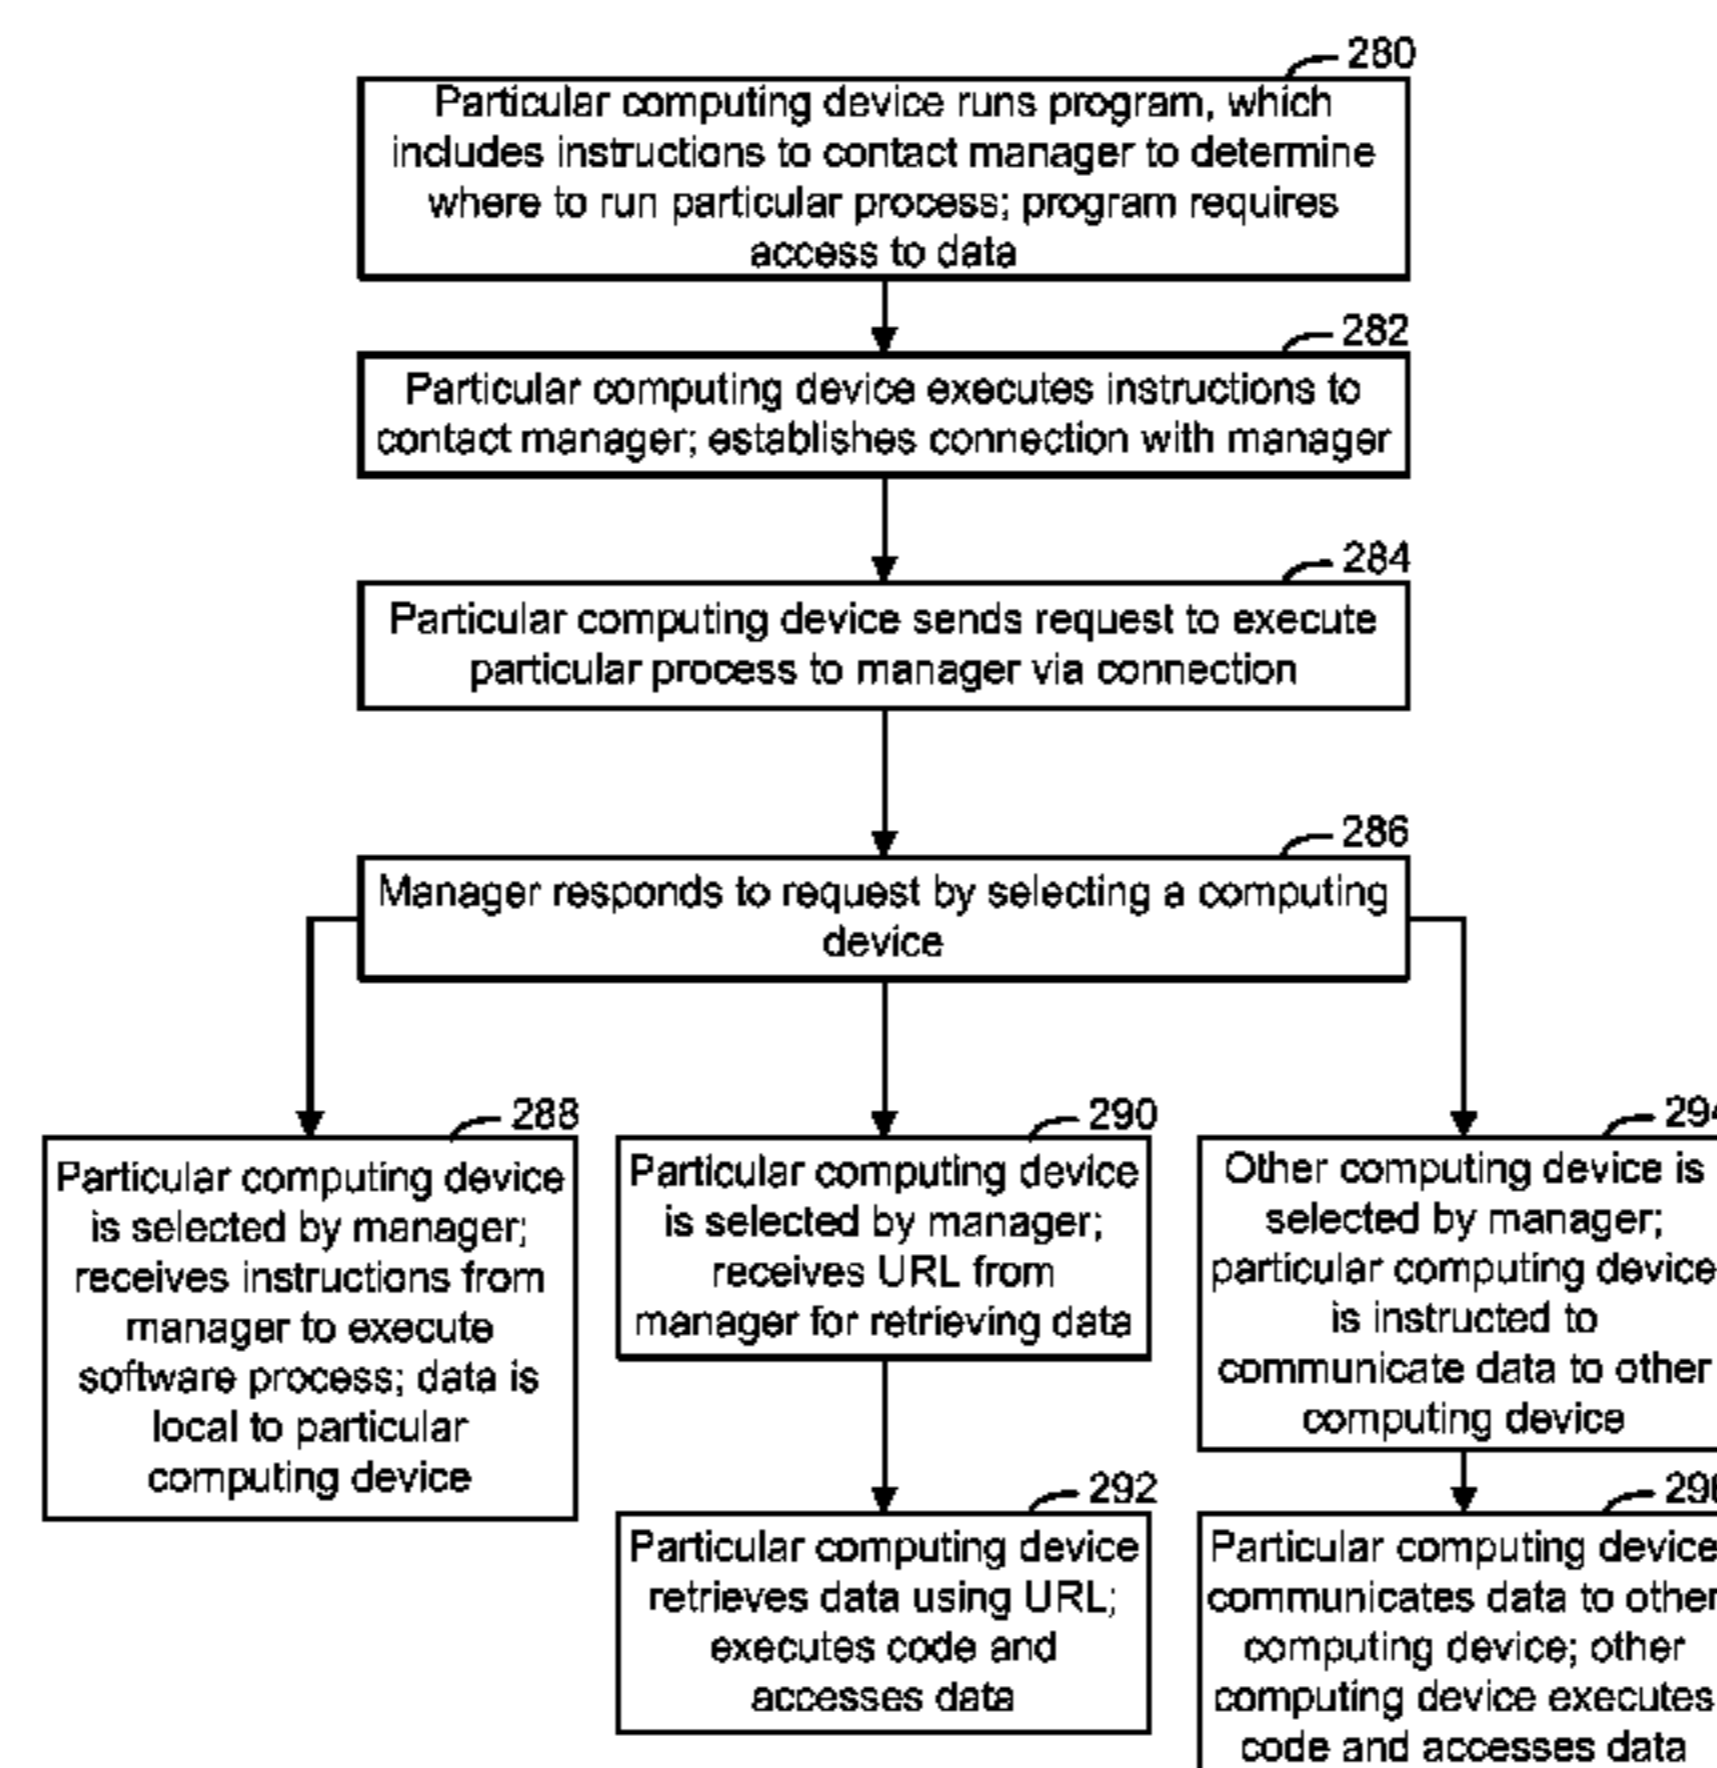 280
Particular computing device runs program, which
includes instructions to contact manager to determine
where to run particular process; program requires
access to data
282
Particular computing device executes instructions to
contact manager; establishes connection with manager
284
Particular computing device sends request to execute
particular process to manager via connection
286
Manager responds to request by selecting a computing
device
288
Particular computing device
is selected by manager;
receives instructions from
manager to execute
software process; data is
local to particular
computing device
290
Particular computing device
is selected by manager;
receives URL from
manager for retrieving data
292
Particular computing device
retrieves data using URL;
executes code and
accesses data
294
Other computing device is
selected by manager;
particular computing device
is instructed to
communicate data to other
computing device
296
Particular computing device
communicates data to other
computing device; other
computing device executes
code and accesses data